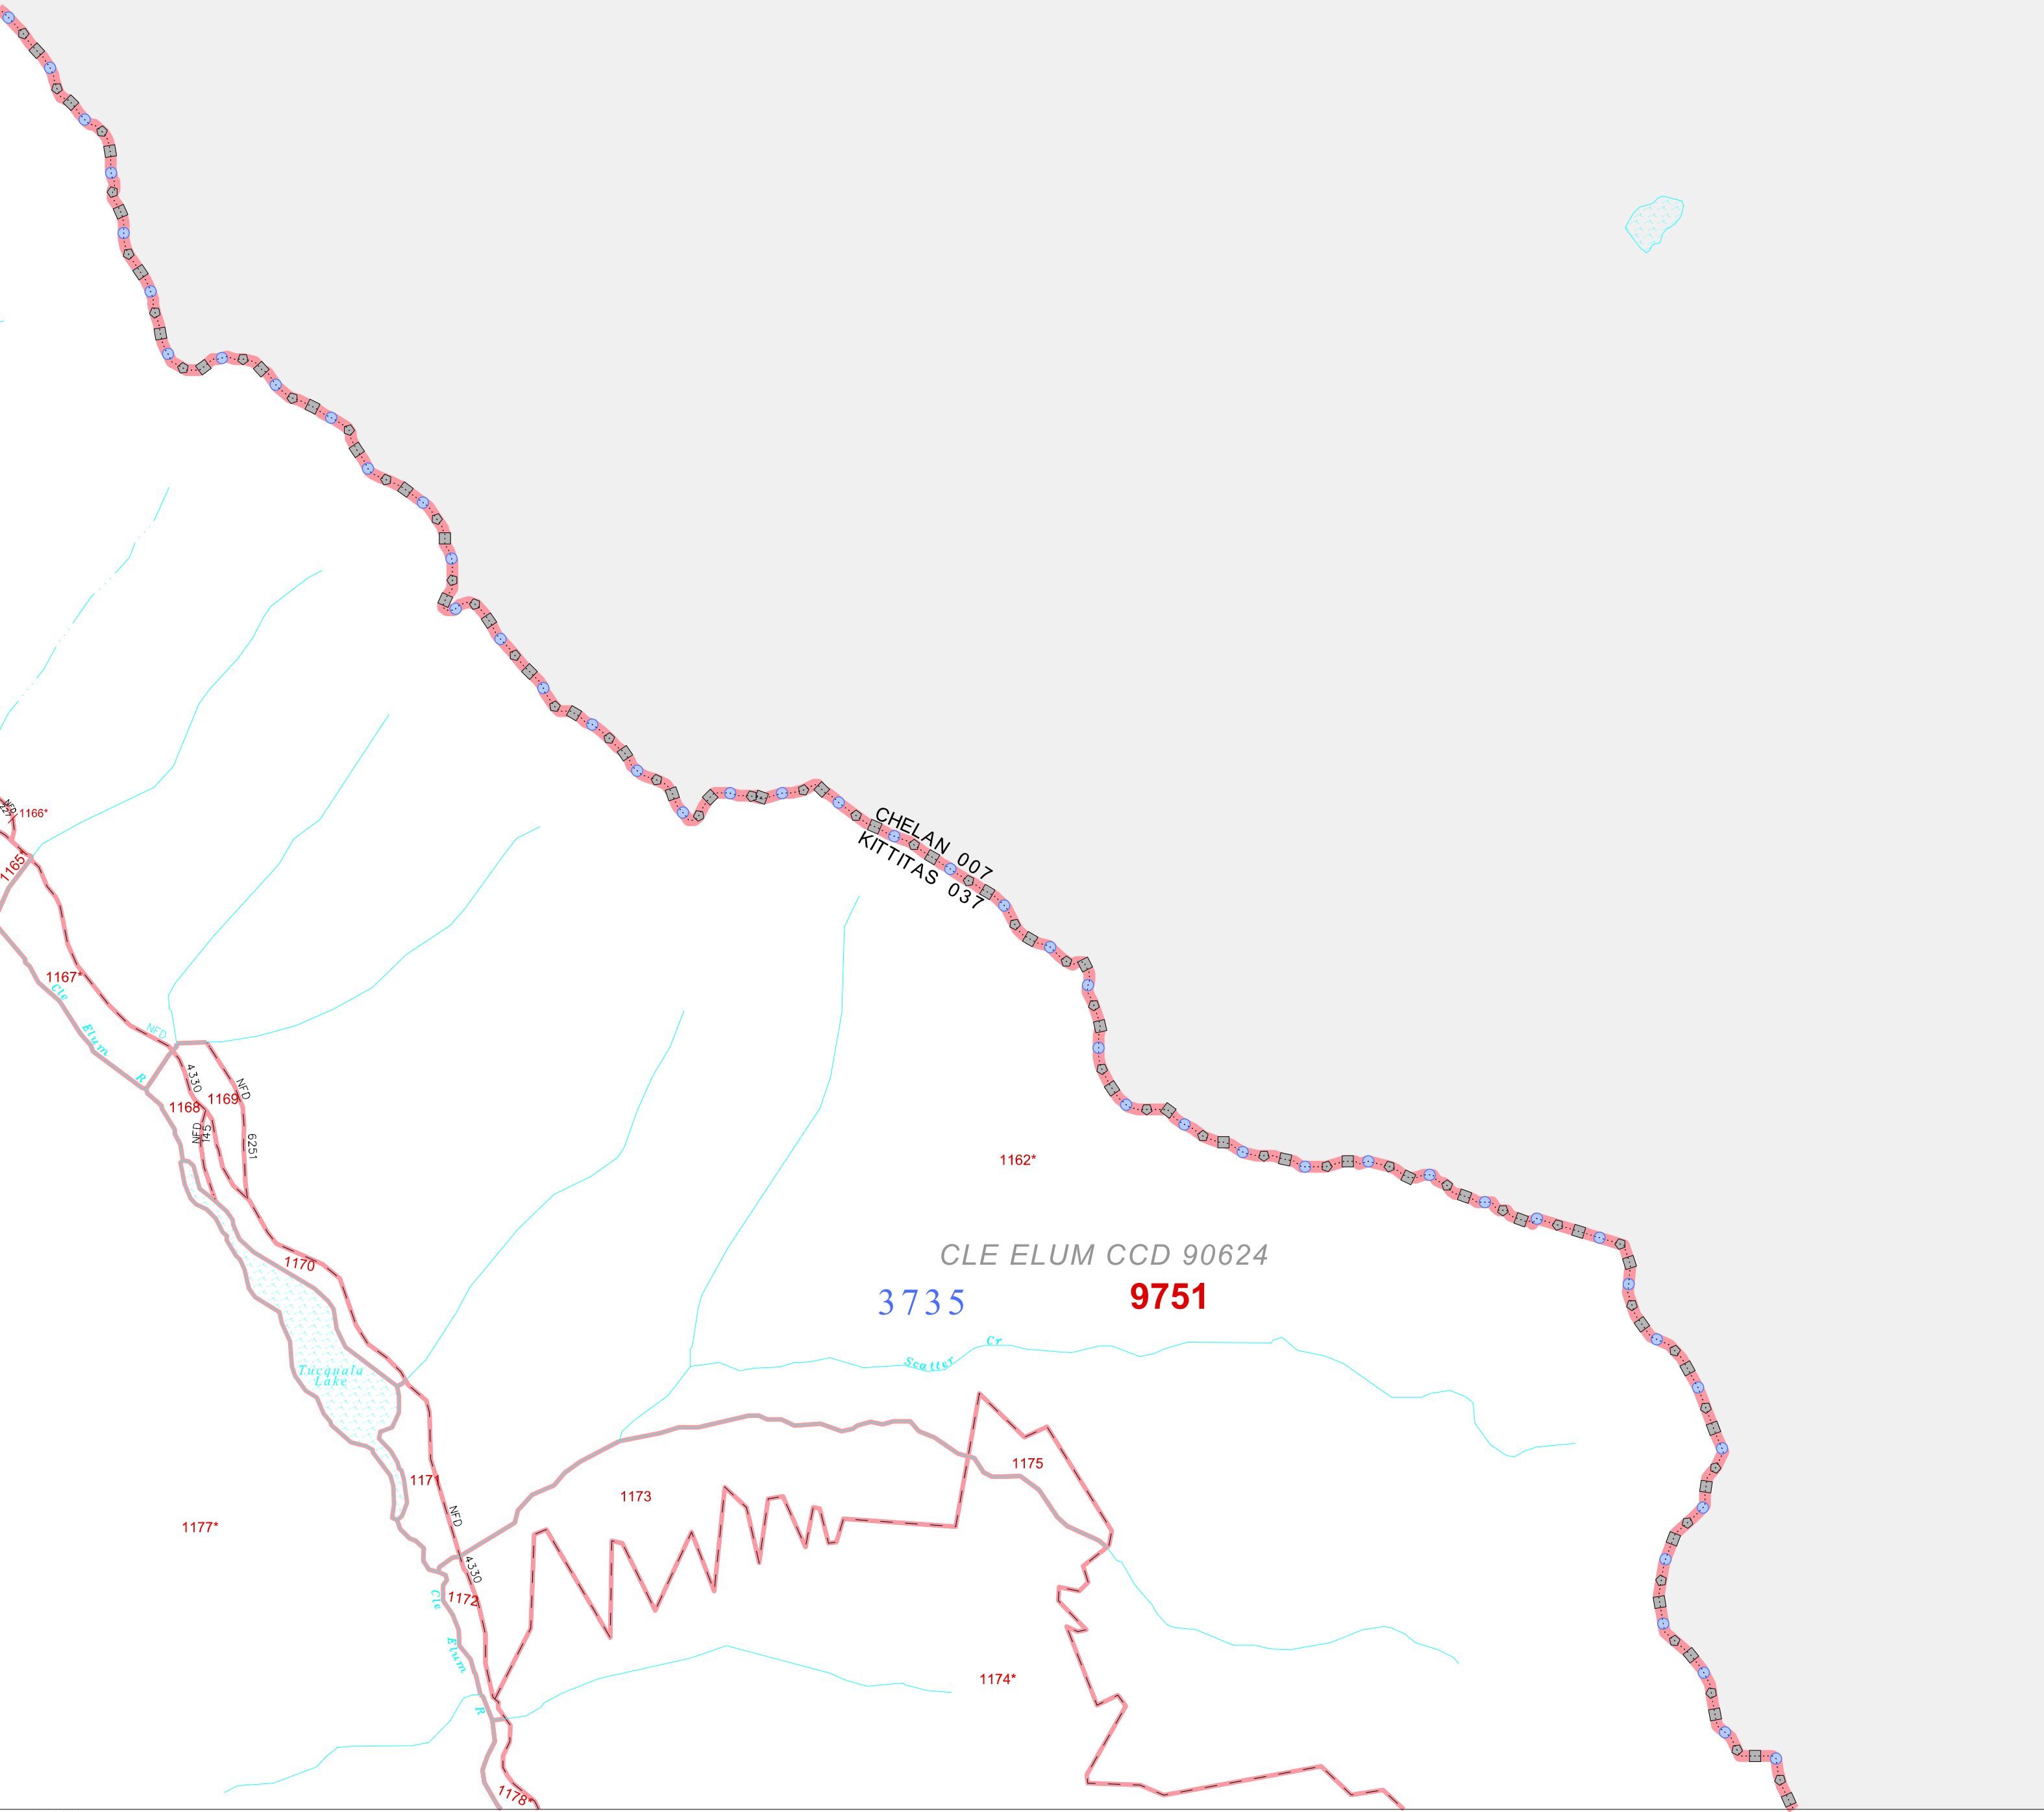 CHELAN 007
KITTITAS 037
NFD
1166*
1165*
1167*
Cle
Elum
R
NFD
4330
NFD
1168
1169
NFD
145
6251
1162*
CLE ELUM CCD 90624
3735
9751
1170
Scatter Cr
Tucquala
Lake
1171
1173
1175
NFD
1177*
4330
1172
Cle
Elum
R
1174*
1178*